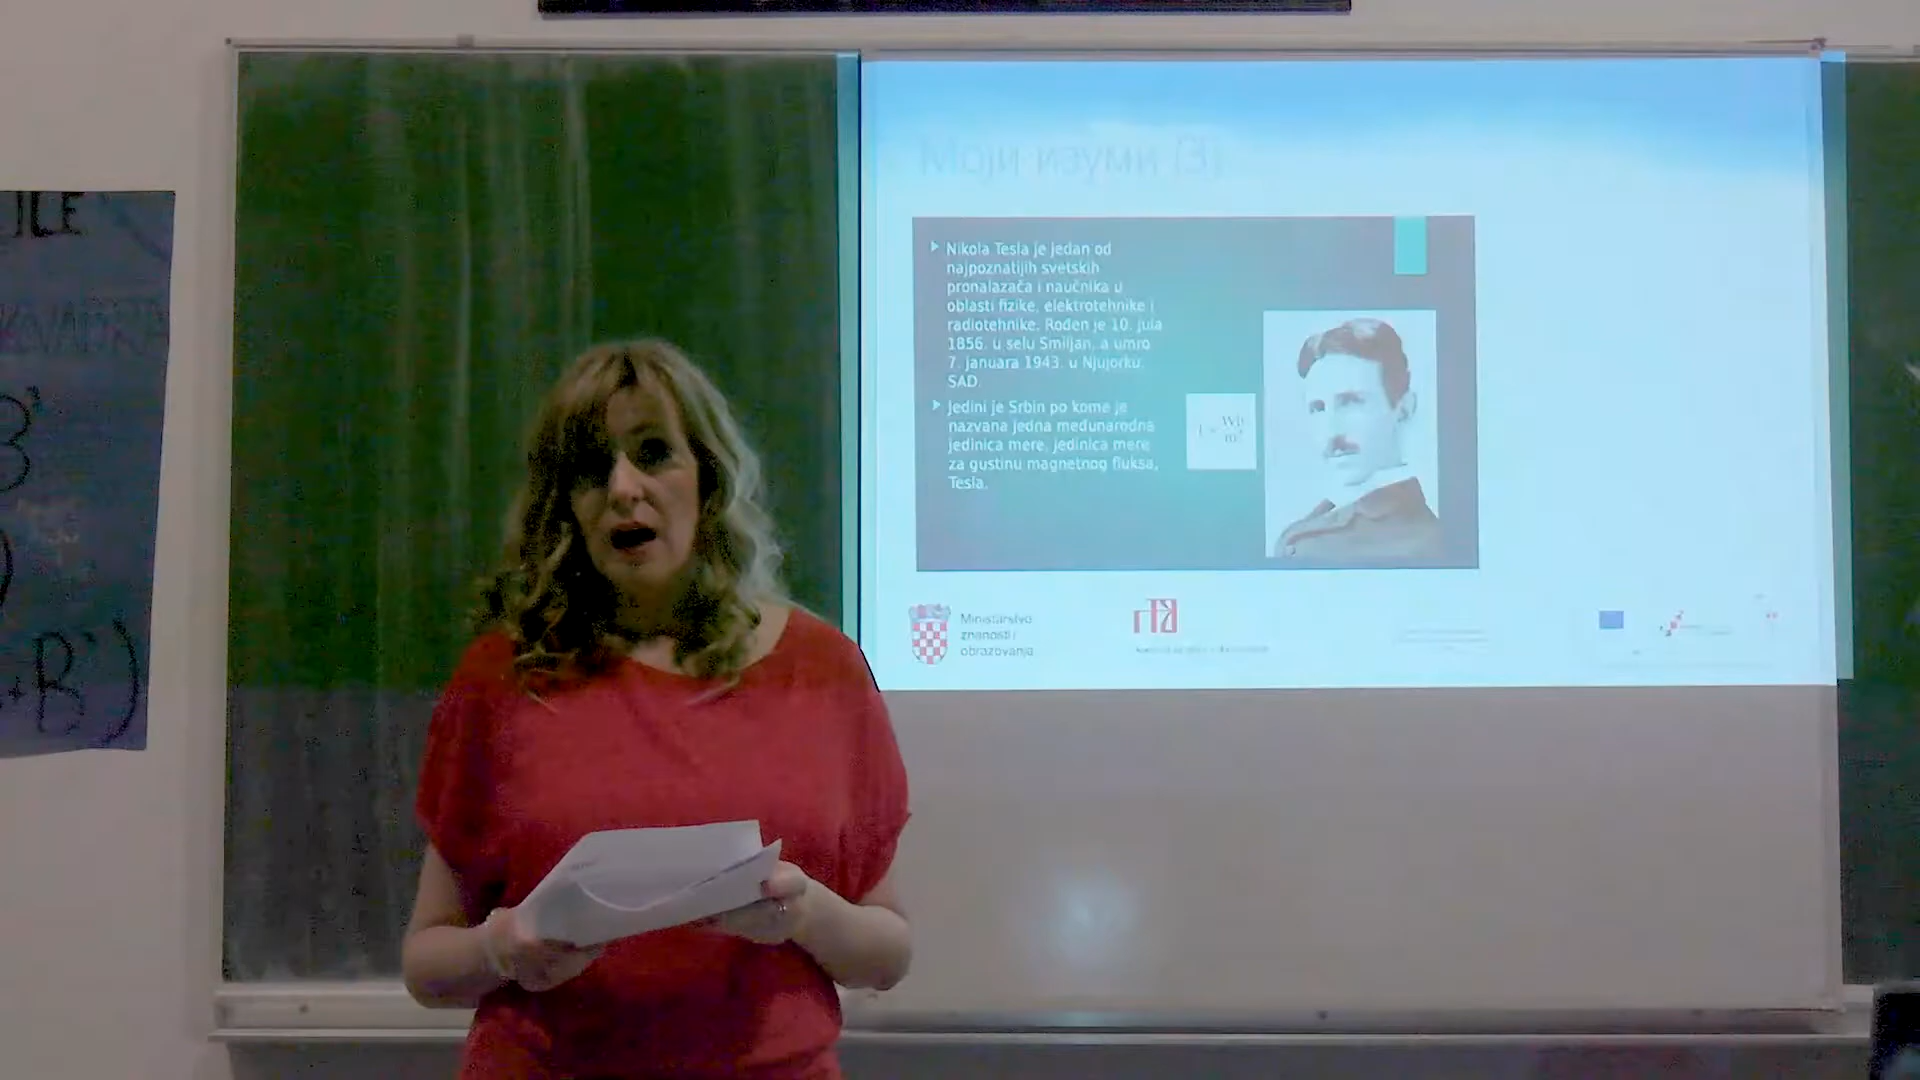 ICE
KVADRA
B'
+B')
Моји изуми (3)
Nikola Tesla je jedan od
najpoznatijih svetskih
pronalazača i naučnika u
oblasti fizike, elektrotehnike i
radiotehnike. Rođen je 10. jula
1856. u selu Smiljan, a umro
7. januara 1943. u Njujorku,
SAD.
Jedini je Srbin po kome je
nazvana jedna međunarodna
jedinica mere, jedinica mere
za gustinu magnetnog fluksa,
Tesla.
Ministarstvo
znanosti i
obrazovanja